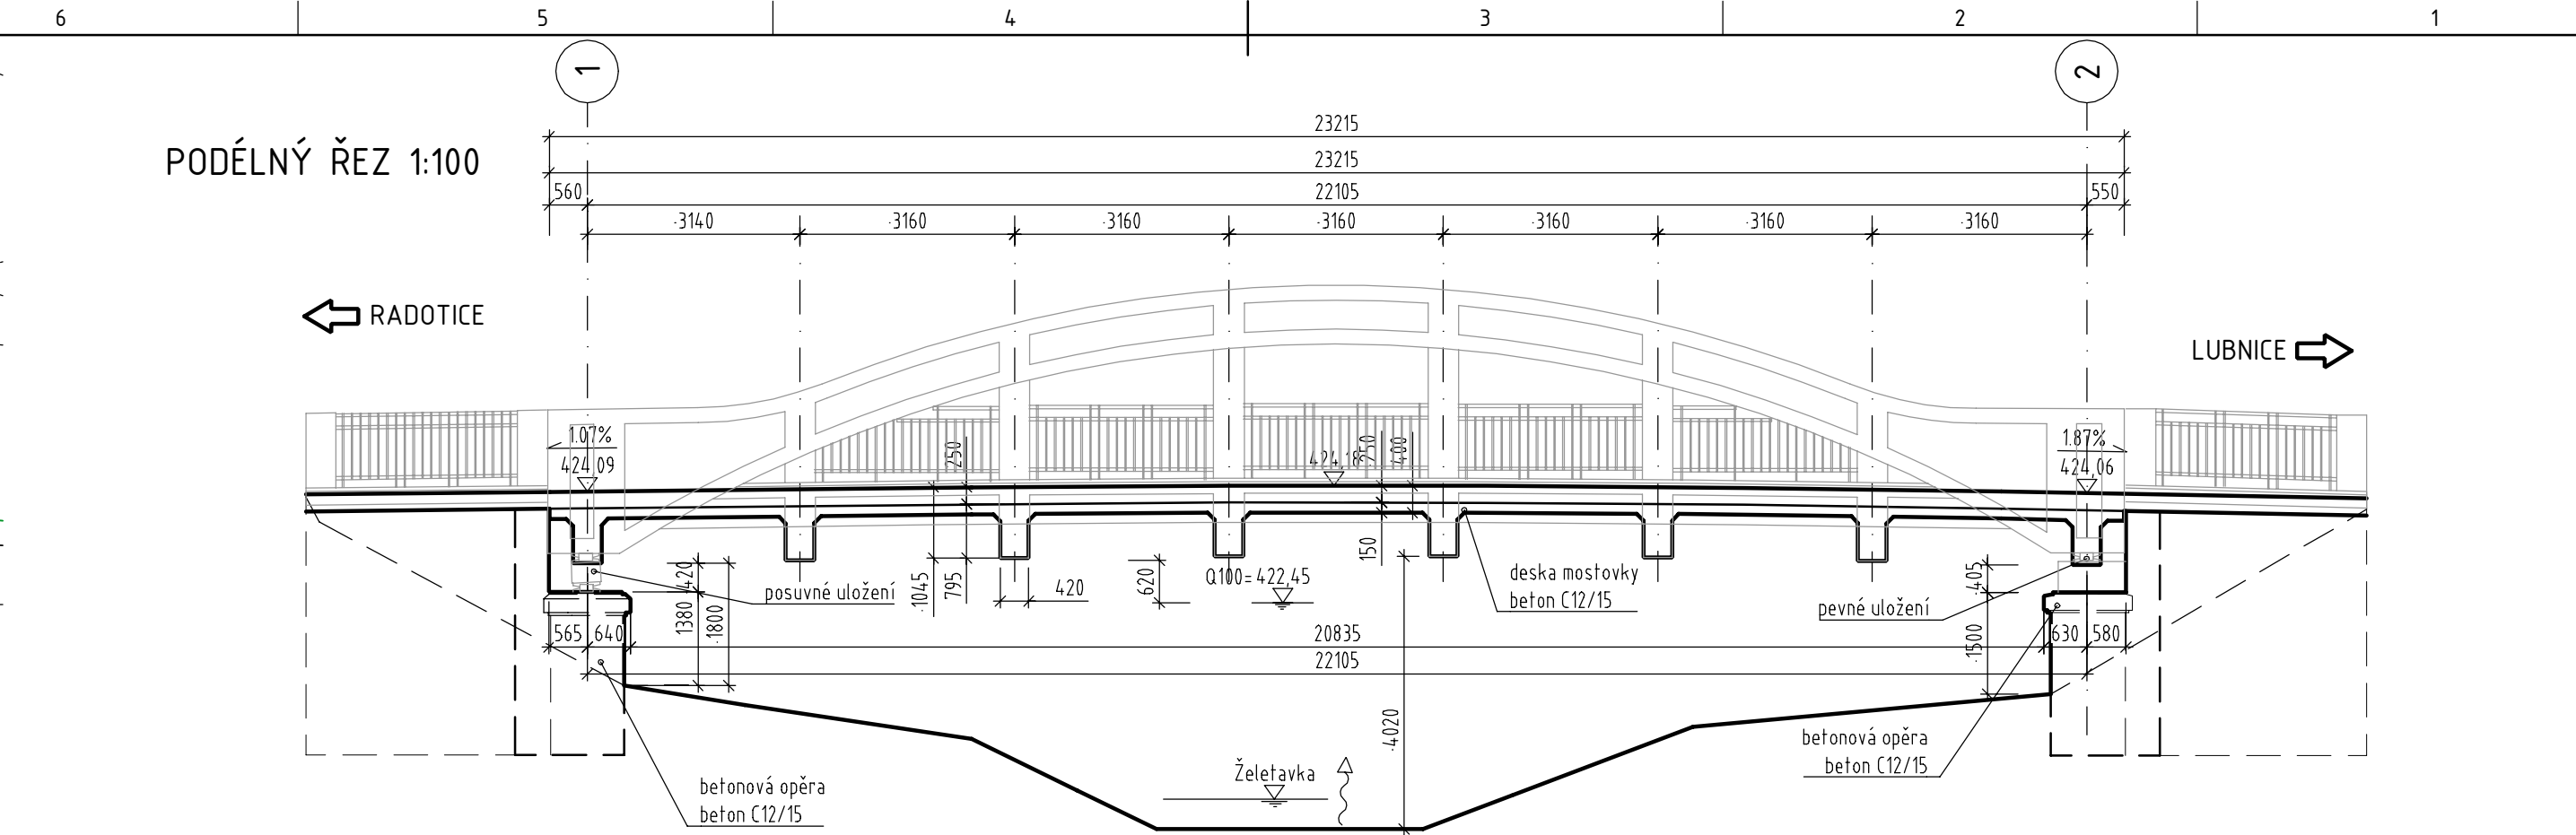 6 5 4 3 2 1
1 2
PODÉLNÝ ŘEZ 1:100
23215
23215
560 22105 550
·3140 ·3160 ·3160 ·3160 ·3160 ·3160 ·3160
RADOTICE
LUBNICE
1.07%
424,09
250
424,18
250
400
1.87%
424,06
posuvné uložení
·420
1380
·1800
·1045
795
420
620
Q100= 422,45
150
deska mostovky
beton C12/15
pevné uložení
·405
·1500
565 640 20835 630 580
22105
·4020
Želetavka
betonová opěra
beton C12/15
betonová opěra
beton C12/15